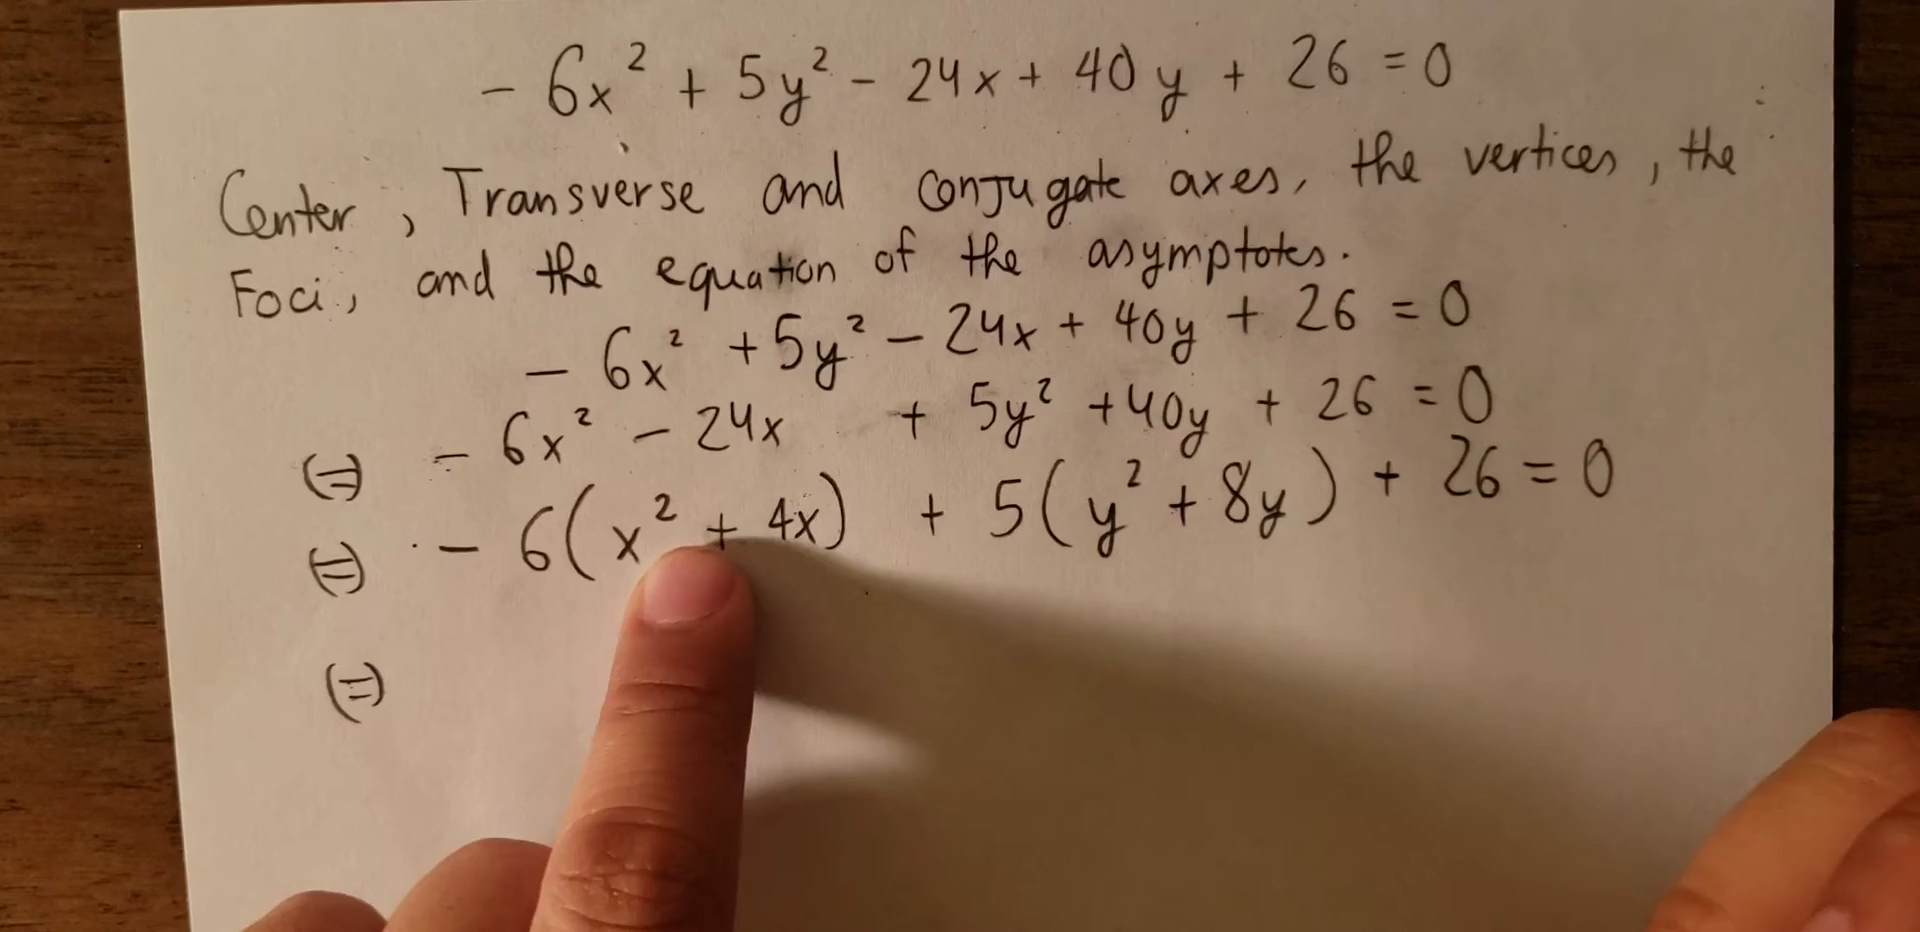 - 6x² + 5y² - 24x + 40y + 26 = 0
Center, Transverse and Conjugate axes, the vertices, the
Foci, and the equation of the asymptotes.
- 6x² + 5y² - 24x + 40y + 26 = 0
(=) - 6x² - 24x + 5y² + 40y + 26 = 0
(=) - 6(x² + 4x) + 5(y² + 8y) + 26 = 0
(=)